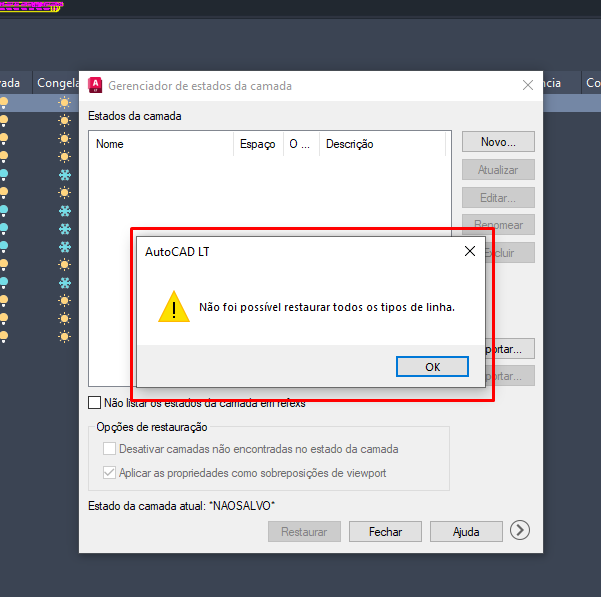 vada Congela
Gerenciador de estados da camada
ncia Co
Estados da camada
Nome Espaço O ... Descrição
Novo...
Atualizar
Editar...
Renomear
xcluir
AutoCAD LT
Não foi possível restaurar todos os tipos de linha.
OK
portar...
portar...
Não listar os estados da camada em refexs
Opções de restauração
Desativar camadas não encontradas no estado da camada
Aplicar as propriedades como sobreposições de viewport
Estado da camada atual: *NAOSALVO*
Restaurar Fechar Ajuda